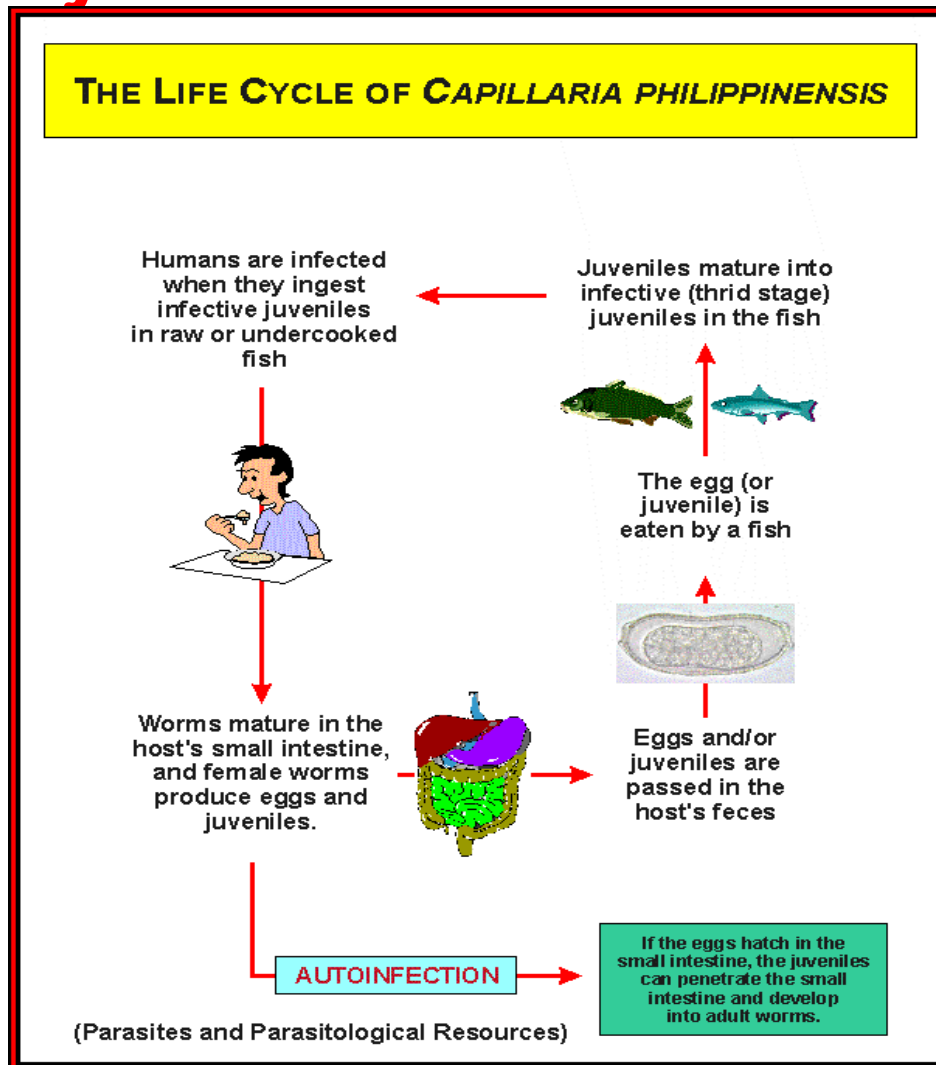 THE LIFE CYCLE OF CAPILLARIA PHILIPPINENSIS
Humans are infected
when they ingest
infective juveniles
in raw or undercooked
fish
Juveniles mature into
infective (thrid stage)
juveniles in the fish
The egg (or
juvenile) is
eaten by a fish
Worms mature in the
host's small intestine,
and female worms
produce eggs and
juveniles.
Eggs and/or
juveniles are
passed in the
host's feces
AUTOINFECTION
If the eggs hatch in the
small intestine, the juveniles
can penetrate the small
intestine and develop
into adult worms.
(Parasites and Parasitological Resources)